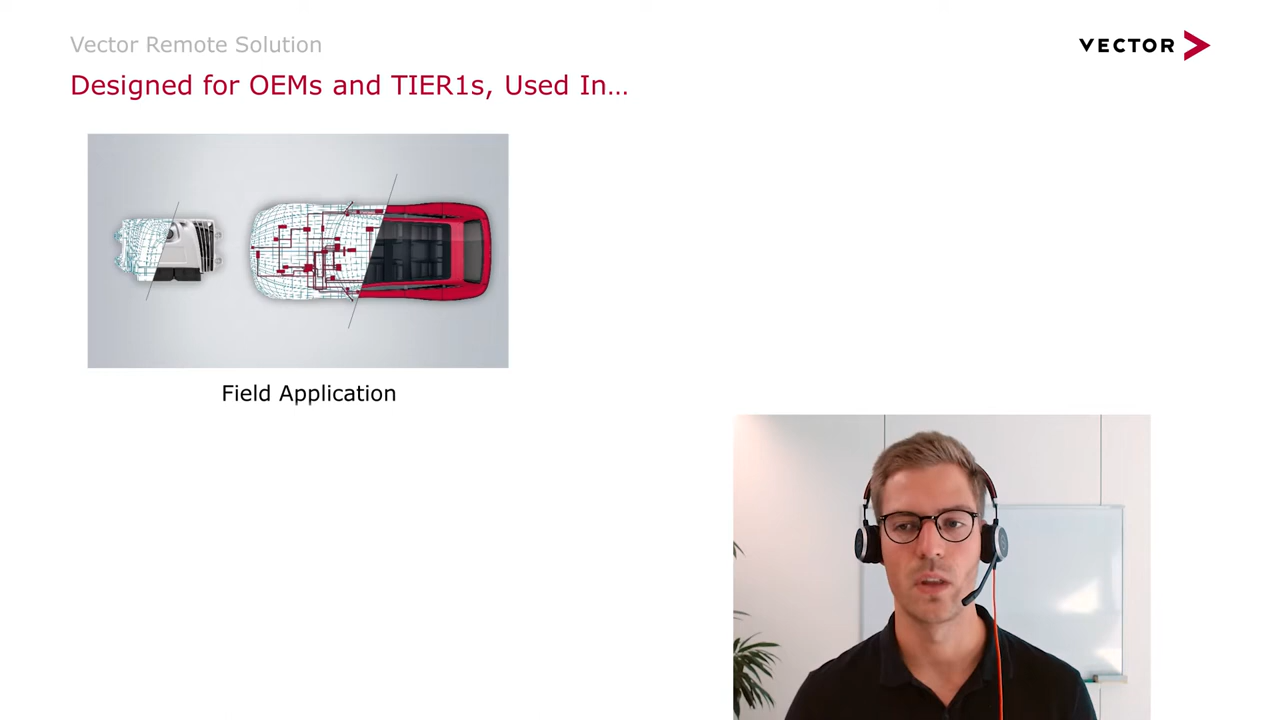 Vector Remote Solution
VECTOR
Designed for OEMs and TIER1s, Used In…
Field Application